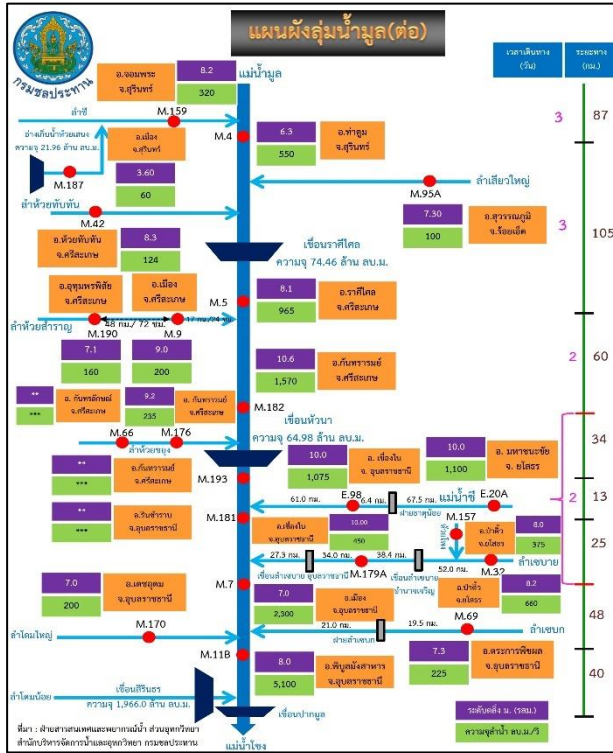 แผนผังลุ่มน้ำมูล(ต่อ)
กรมชลประทาน
เวลาเดินทาง
(วัน)
ระยะทาง
(กม.)
อ.จอมพระ
จ.สุรินทร์
8.2
320
แม่น้ำมูล
ลำชี
M.159
M.4
6.3
550
อ.ท่าตูม
จ.สุรินทร์
3
87
อ่างเก็บน้ำห้วยเสนง
ความจุ 21.96 ล้าน ลบ.ม.
อ.เมือง
จ.สุรินทร์
M.187
3.60
60
ลำเสียวใหญ่
M.95A
ลำห้วยทับทัน
M.42
7.30
100
อ.สุวรรณภูมิ
จ.ร้อยเอ็ด
3
105
อ.ห้วยทับทัน
จ.ศรีสะเกษ
8.3
124
เขื่อนราศีไศล
ความจุ 74.46 ล้าน ลบ.ม.
อ.อุทุมพรพิสัย
จ.ศรีสะเกษ
อ.เมือง
จ.ศรีสะเกษ
M.5
8.1
965
อ.ราศีไศล
จ.ศรีสะเกษ
ลำห้วยสำราญ
48 กม./ 72 ชม.
17 กม./24 ชม.
M.190
M.9
7.1
160
9.0
200
10.6
1,570
อ.กันทรารมย์
จ.ศรีสะเกษ
2
60
**
***
อ. กันทรลักษณ์
จ.ศรีสะเกษ
9.2
235
อ. กันทรารมย์
จ.ศรีสะเกษ
M.182
M.66
M.176
ลำห้วยขยุง
เขื่อนหัวนา
ความจุ 64.98 ล้าน ลบ.ม.
34
**
***
อ.กันทรารมย์
จ.ศรีสะเกษ
M.193
10.0
1,075
อ. เขื่องใน
จ. อุบลราชธานี
10.0
1,100
อ. มหาชนะชัย
จ. ยโสธร
61.0 กม.
E.98
6.4 กม.
67.5 กม.
แม่น้ำชี
E.20A
ฝายธาตุน้อย
2
13
**
***
อ.วารินชำราบ
จ.อุบลราชธานี
M.181
อ.เขื่องใน
จ.อุบลราชธานี
10.00
450
M.157
อ.ป่าติ้ว
จ.ยโสธร
8.0
375
25
27.3 กม.
34.0 กม.
38.4 กม.
52.0 กม.
M.32
ลำเซบาย
M.179A
เขื่อนลำเซบาย อุบลราชธานี
เขื่อนลำเซบาย
อำนาจเจริญ
7.0
200
อ.เดชอุดม
จ.อุบลราชธานี
M.7
7.0
2,300
อ.เมือง
จ.อุบลราชธานี
อ.ป่าติ้ว
จ.ยโสธร
8.2
660
48
ลำโดมใหญ่
M.170
21.0 กม.
19.5 กม.
M.69
ลำเซบก
ฝายลำเซบก
M.11B
8.0
5,100
อ.พิบูลมังสาหาร
จ.อุบลราชธานี
7.3
225
อ.ตระการพืชผล
จ.อุบลราชธานี
40
ลำโดมน้อย
เขื่อนสิรินธร
ความจุ 1,966.0 ล้าน ลบ.ม.
เขื่อนปากมูล
ระดับตลิ่ง ม. (รสม.)
ความจุลำน้ำ ลบ.ม./วิ
ที่มา : ฝ่ายสารสนเทศและพยากรณ์น้ำ ส่วนอุทกวิทยา
สำนักบริหารจัดการน้ำและอุทกวิทยา กรมชลประทาน
แม่น้ำโขง